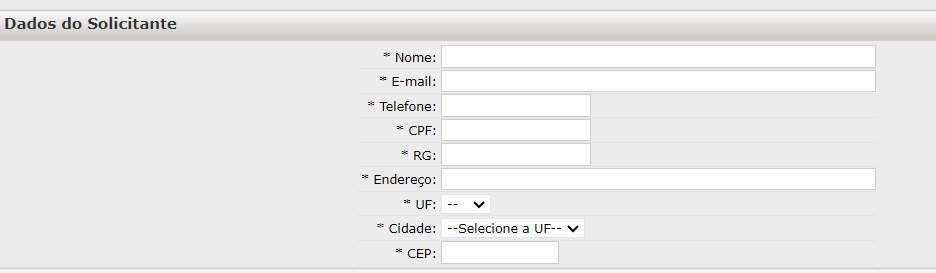 Dados do Solicitante
* Nome:
* E-mail:
* Telefone:
* CPF:
* RG:
* Endereço:
* UF: --
* Cidade: --Selecione a UF--
* CEP: